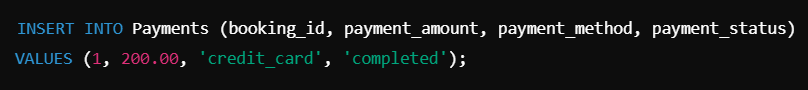 INSERT INTO Payments (booking_id, payment_amount, payment_method, payment_status)
VALUES (1, 200.00, 'credit_card', 'completed');